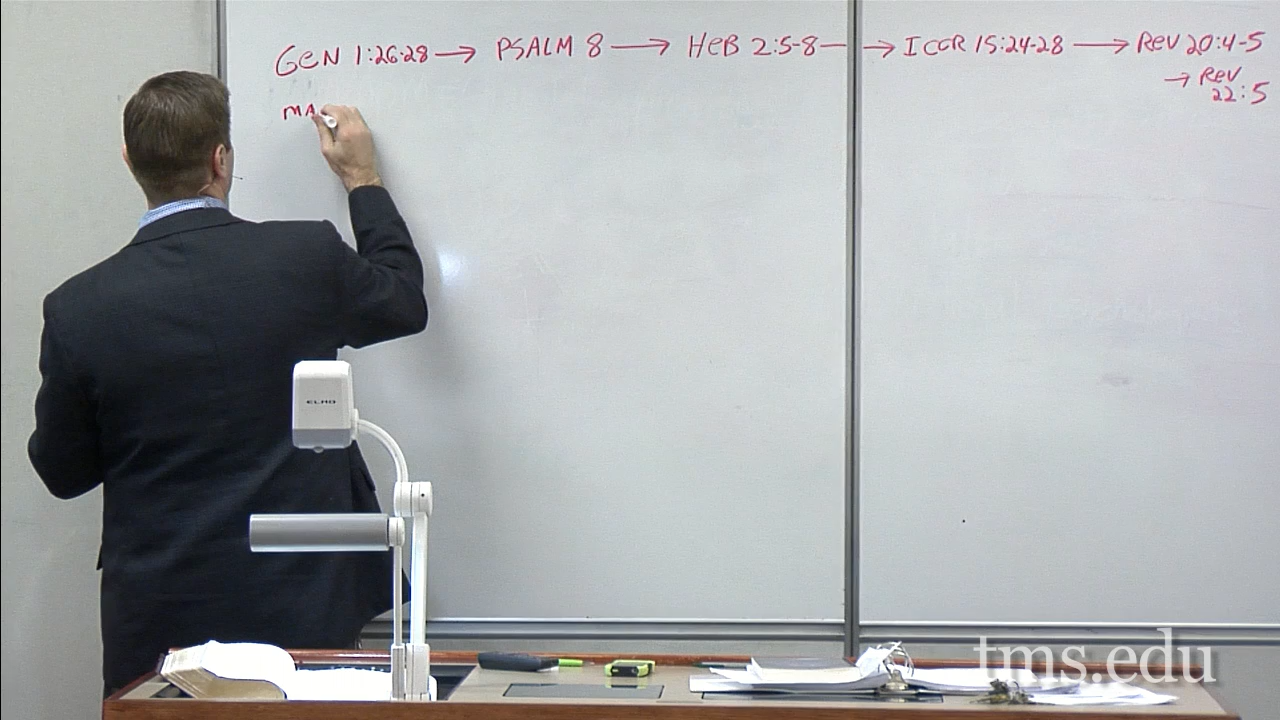 GEN 1:26-28 → PSALM 8 → HEB 2:5-8 → I COR 15:24-28 → REV 20:4-5
→ REV
22:5
MA
ELMO
tms.edu